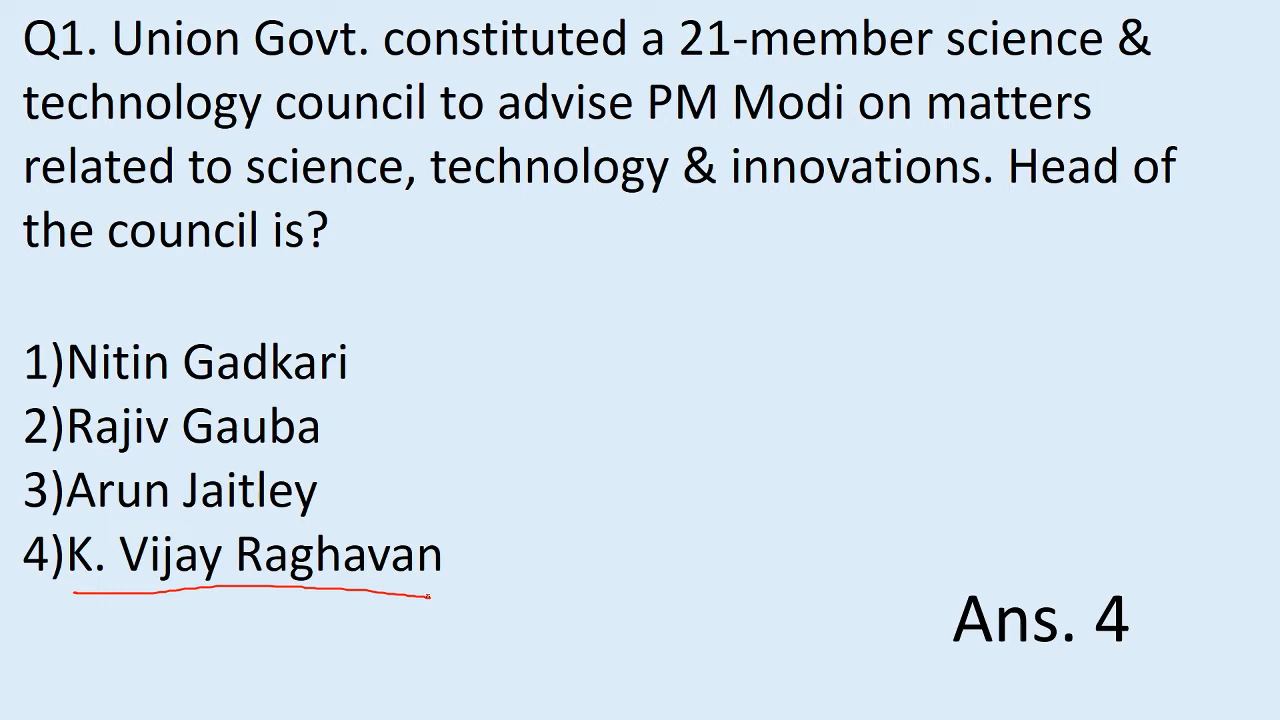 Q1. Union Govt. constituted a 21-member science &
technology council to advise PM Modi on matters
related to science, technology & innovations. Head of
the council is?
1)Nitin Gadkari
2)Rajiv Gauba
3)Arun Jaitley
4)K. Vijay Raghavan
Ans. 4